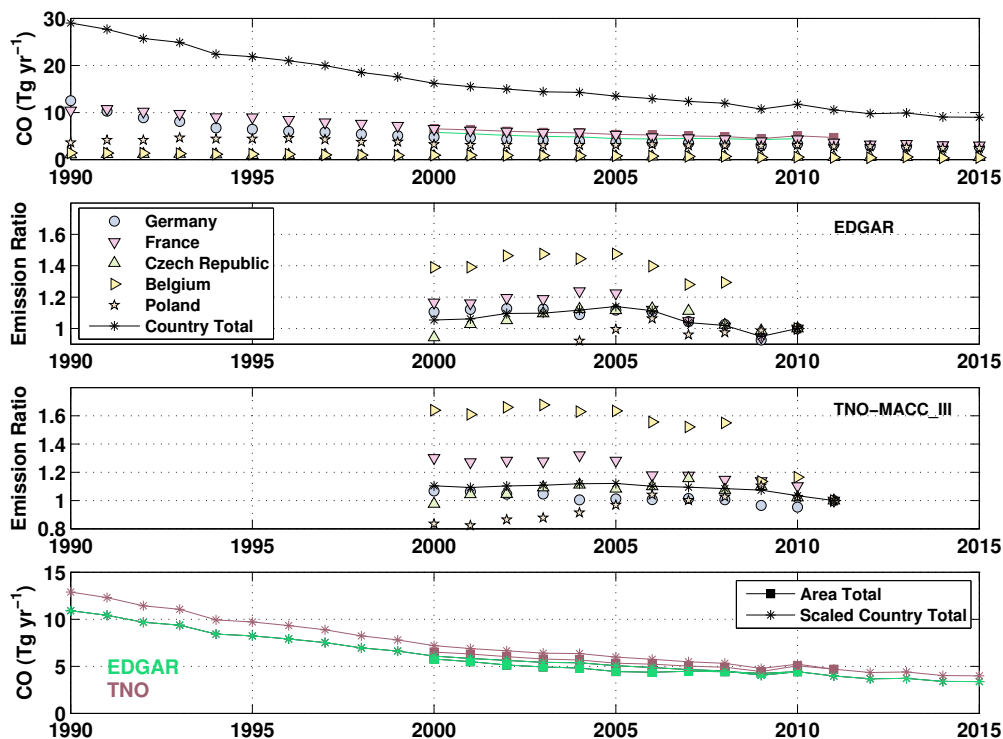 CO (Tg yr⁻¹)
30
20
10
0
1990 1995 2000 2005 2010 2015
Emission Ratio
1.6
1.4
1.2
1
Germany
France
Czech Republic
Belgium
Poland
Country Total
EDGAR
1990 1995 2000 2005 2010 2015
Emission Ratio
1.6
1.4
1.2
1
0.8
TNO−MACC_III
1990 1995 2000 2005 2010 2015
CO (Tg yr⁻¹)
15
10
5
0
Area Total
Scaled Country Total
EDGAR
TNO
1990 1995 2000 2005 2010 2015